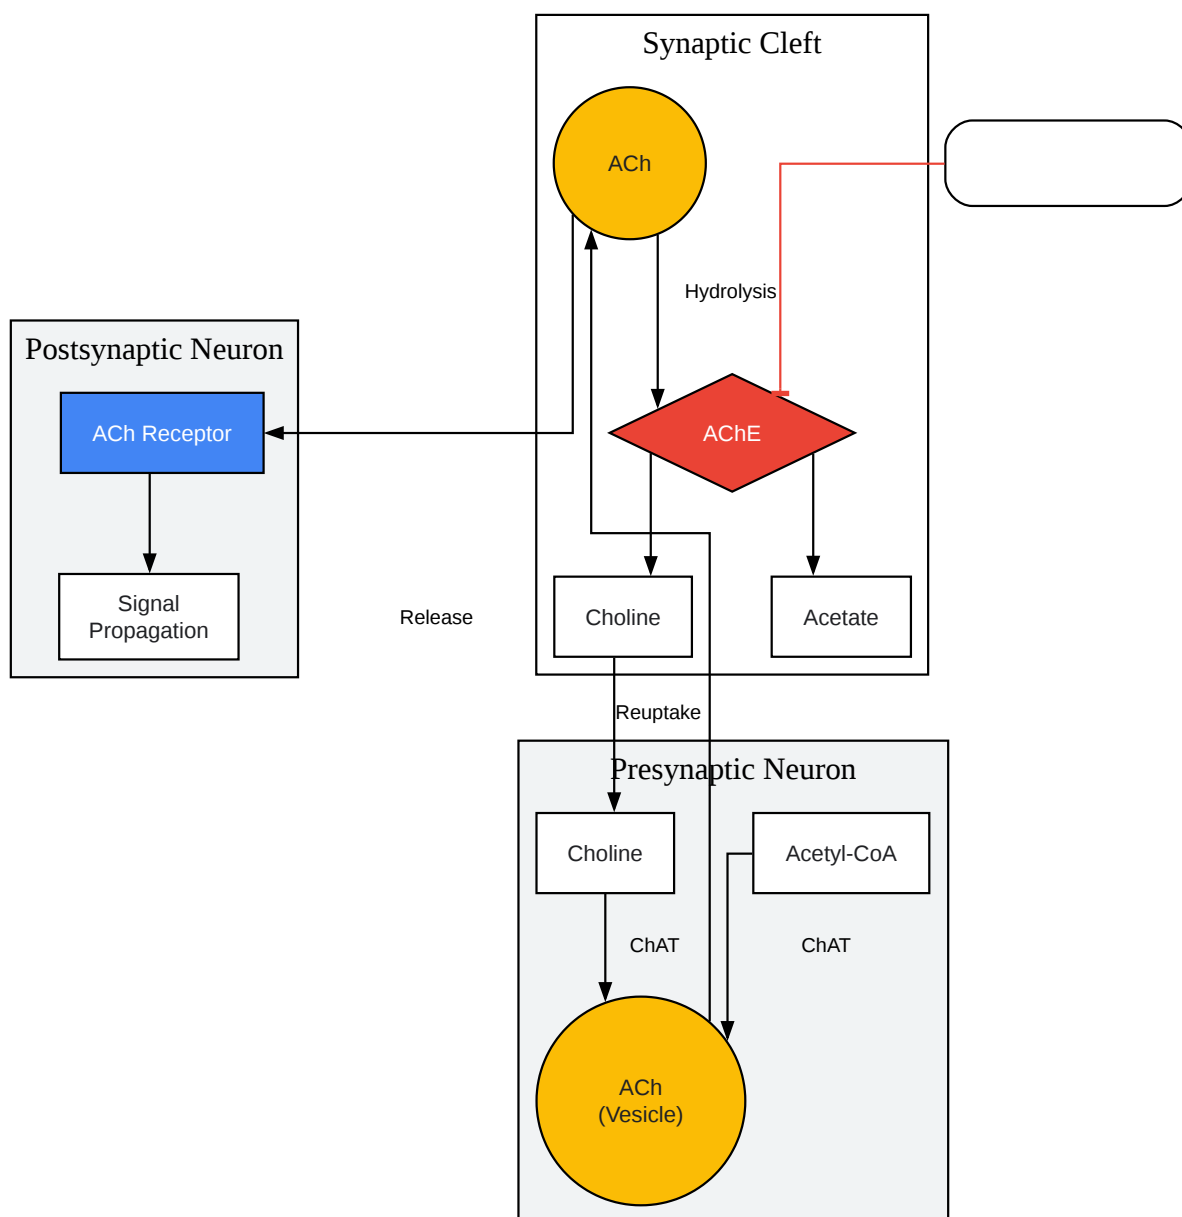 Synaptic Cleft
ACh
Hydrolysis
Postsynaptic Neuron
ACh Receptor
AChE
Signal
Propagation
Release
Choline
Acetate
Reuptake
Presynaptic Neuron
Choline
Acetyl-CoA
ChAT
ChAT
ACh
(Vesicle)